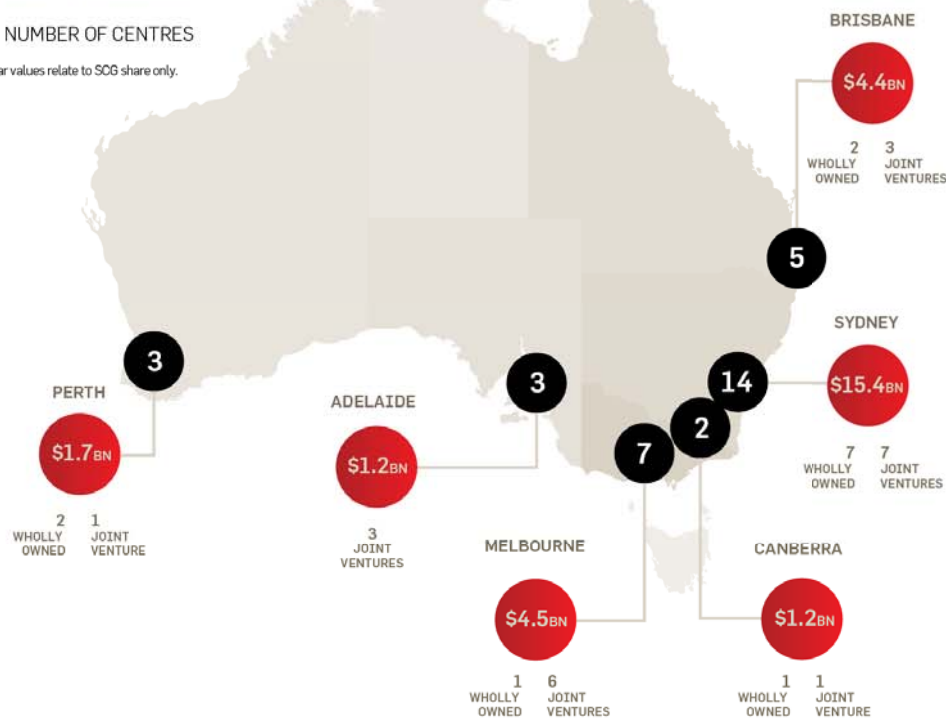 NUMBER OF CENTRES
values relate to SCG share only.
BRISBANE
$4.4BN
2 3
WHOLLY JOINT
OWNED VENTURES
5
SYDNEY
14
$15.4BN
7 7
WHOLLY JOINT
OWNED VENTURES
3
PERTH
$1.7BN
2 1
WHOLLY JOINT
OWNED VENTURE
3
ADELAIDE
$1.2BN
3
JOINT
VENTURES
7
MELBOURNE
$4.5BN
1 6
WHOLLY JOINT
OWNED VENTURES
2
CANBERRA
$1.2BN
1 1
WHOLLY JOINT
OWNED VENTURE